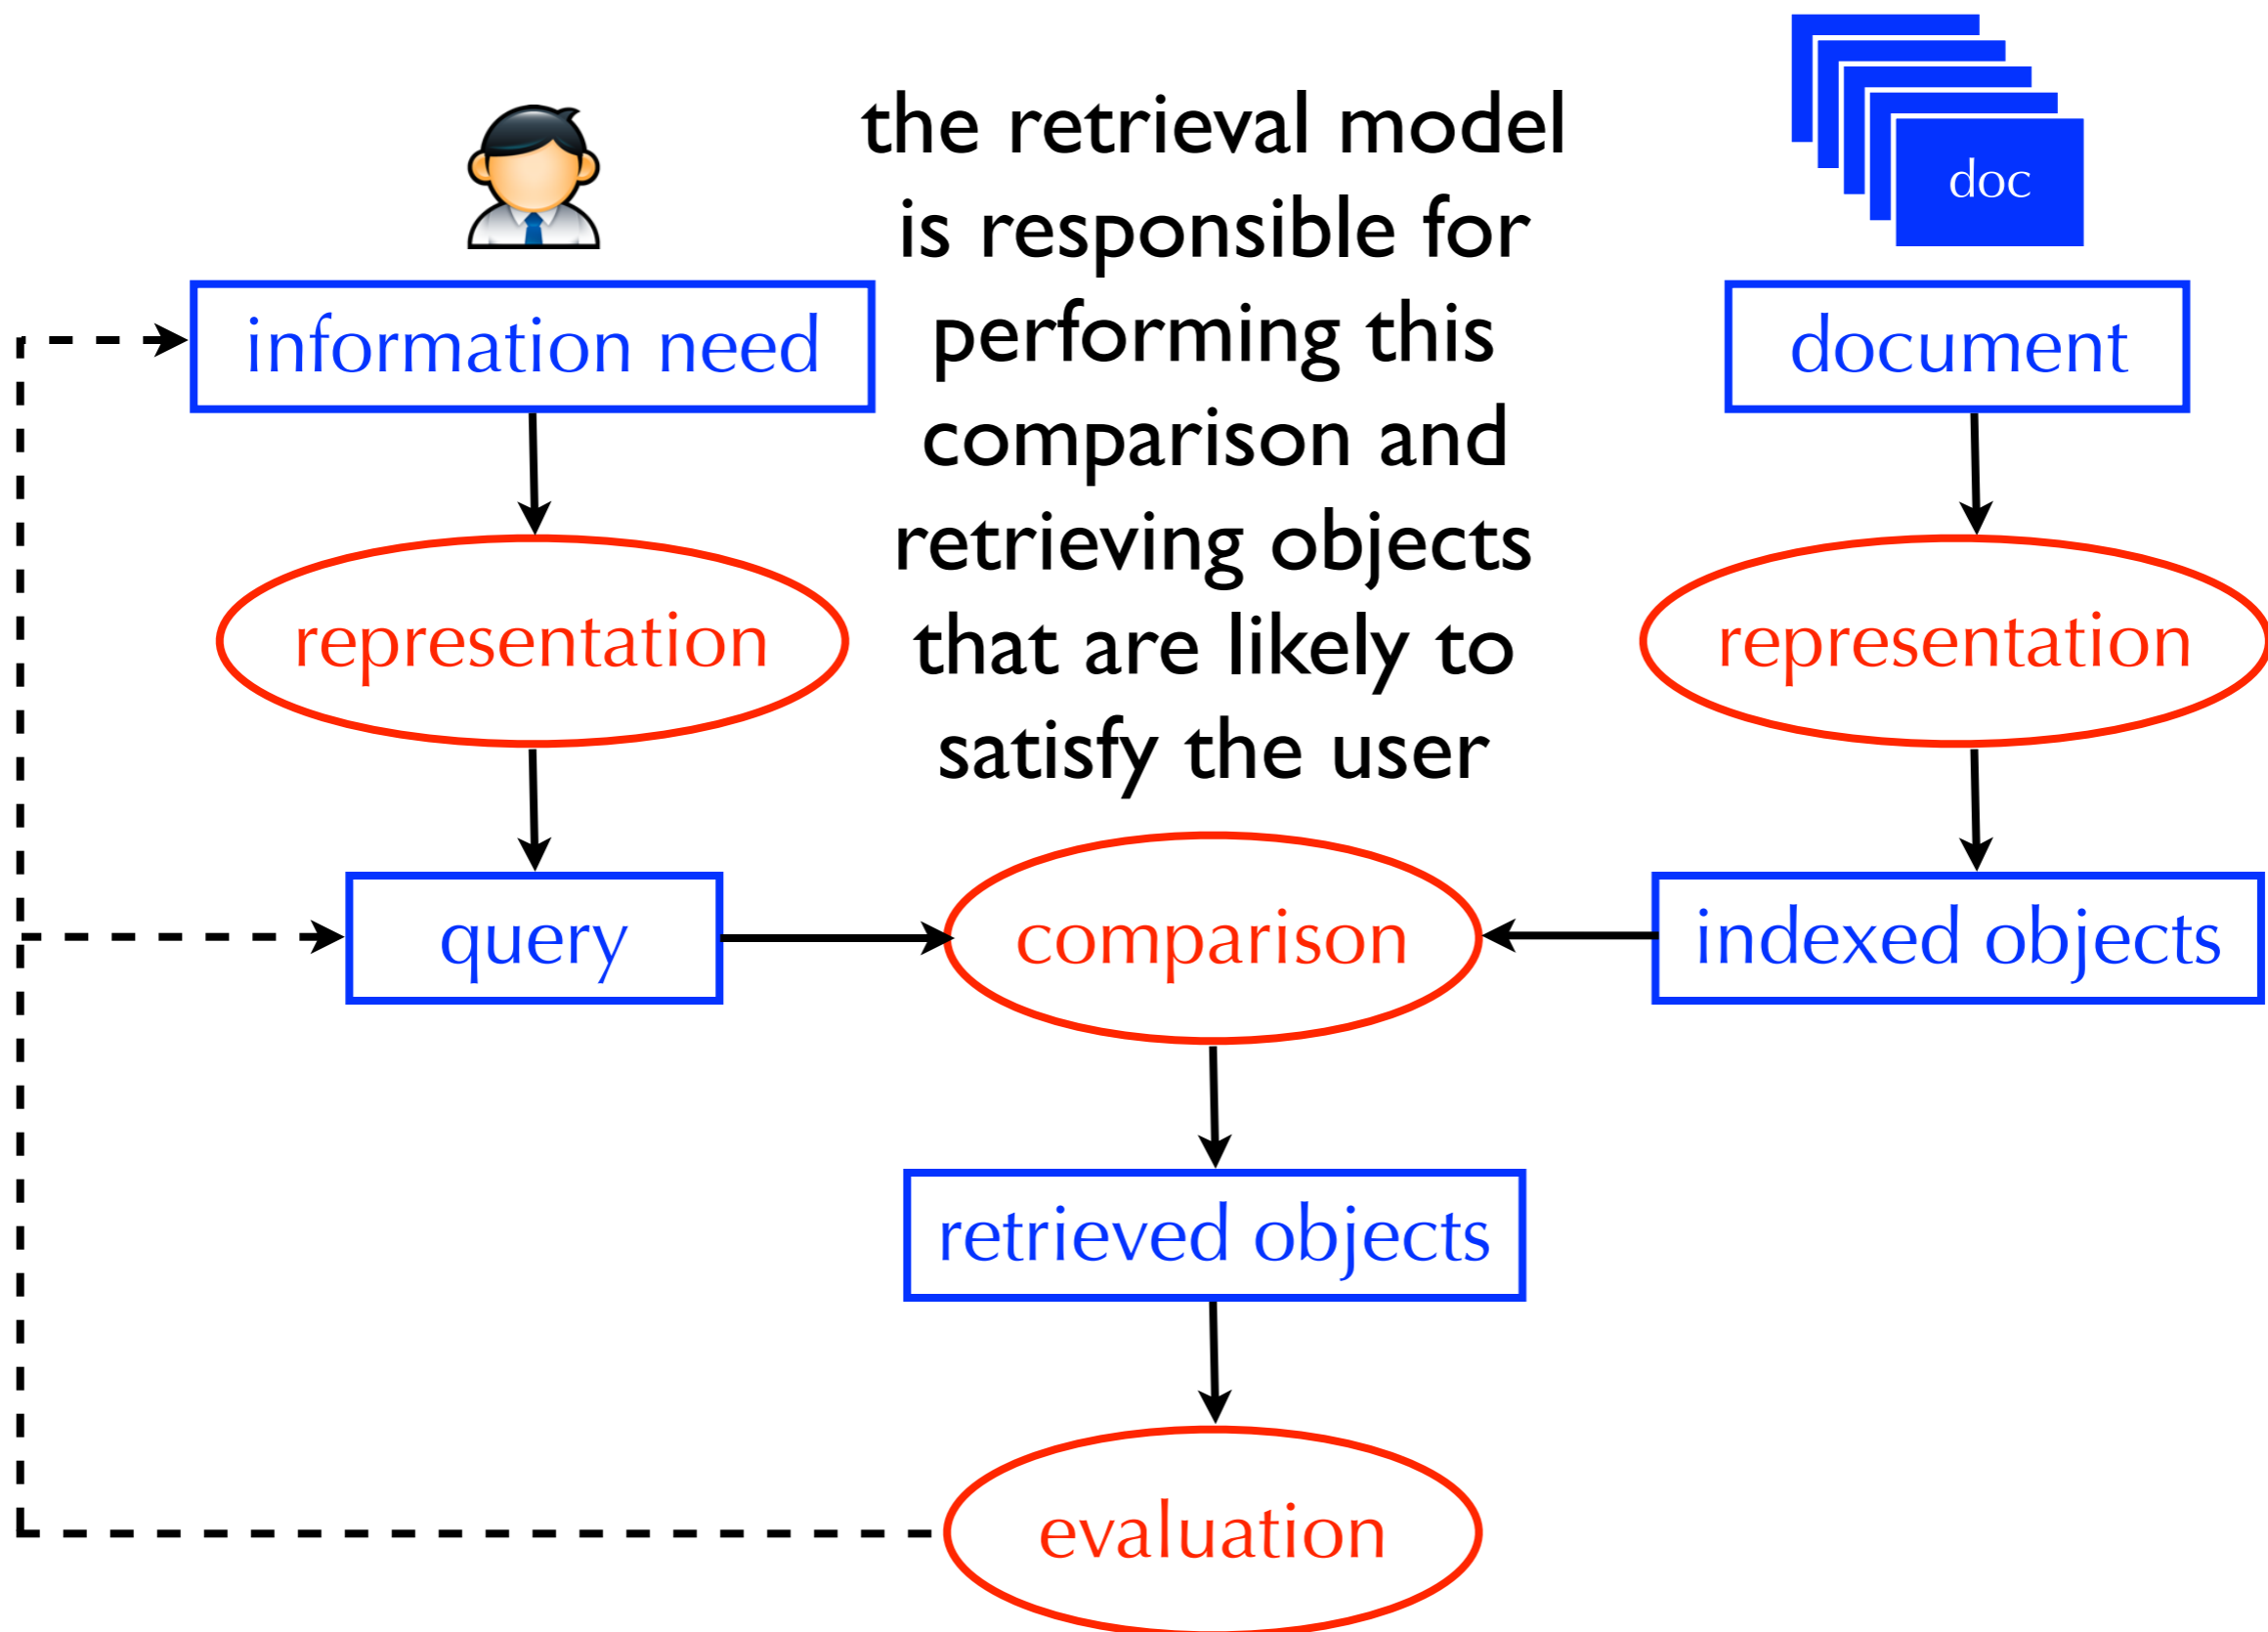 the retrieval model
is responsible for
performing this
comparison and
retrieving objects
that are likely to
satisfy the user
doc
information need
document
representation
representation
query
comparison
indexed objects
retrieved objects
evaluation